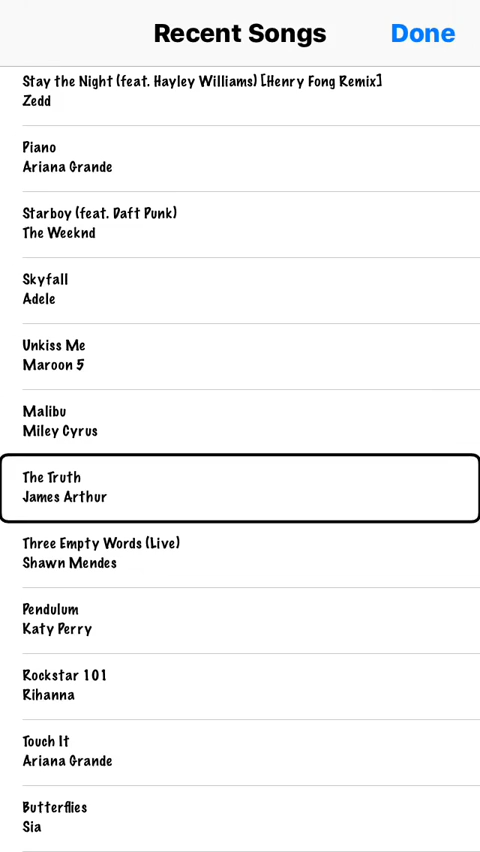 Recent Songs
Done
Stay the Night (feat. Hayley Williams) [Henry Fong Remix]
Zedd
Piano
Ariana Grande
Starboy (feat. Daft Punk)
The Weeknd
Skyfall
Adele
Unkiss Me
Maroon 5
Malibu
Miley Cyrus
The Truth
James Arthur
Three Empty Words (Live)
Shawn Mendes
Pendulum
Katy Perry
Rockstar 101
Rihanna
Touch It
Ariana Grande
Butterflies
Sia